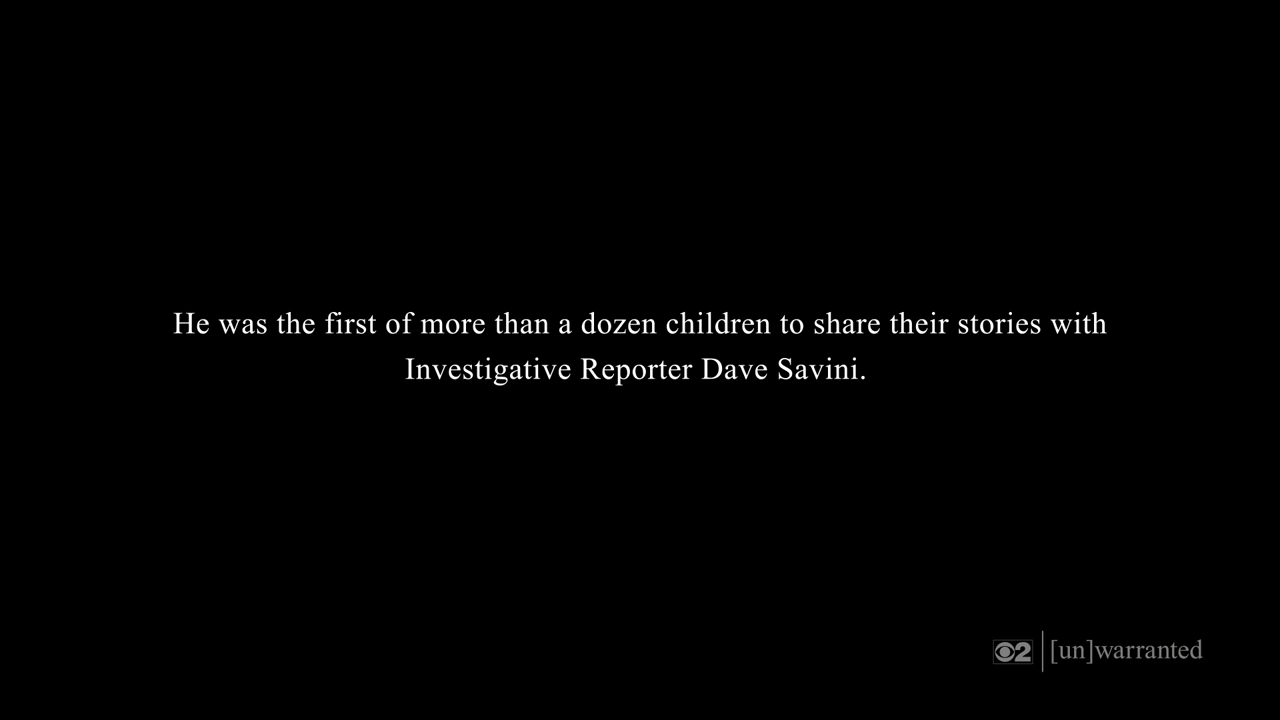 He was the first of more than a dozen children to share their stories with
Investigative Reporter Dave Savini.
2 [un]warranted